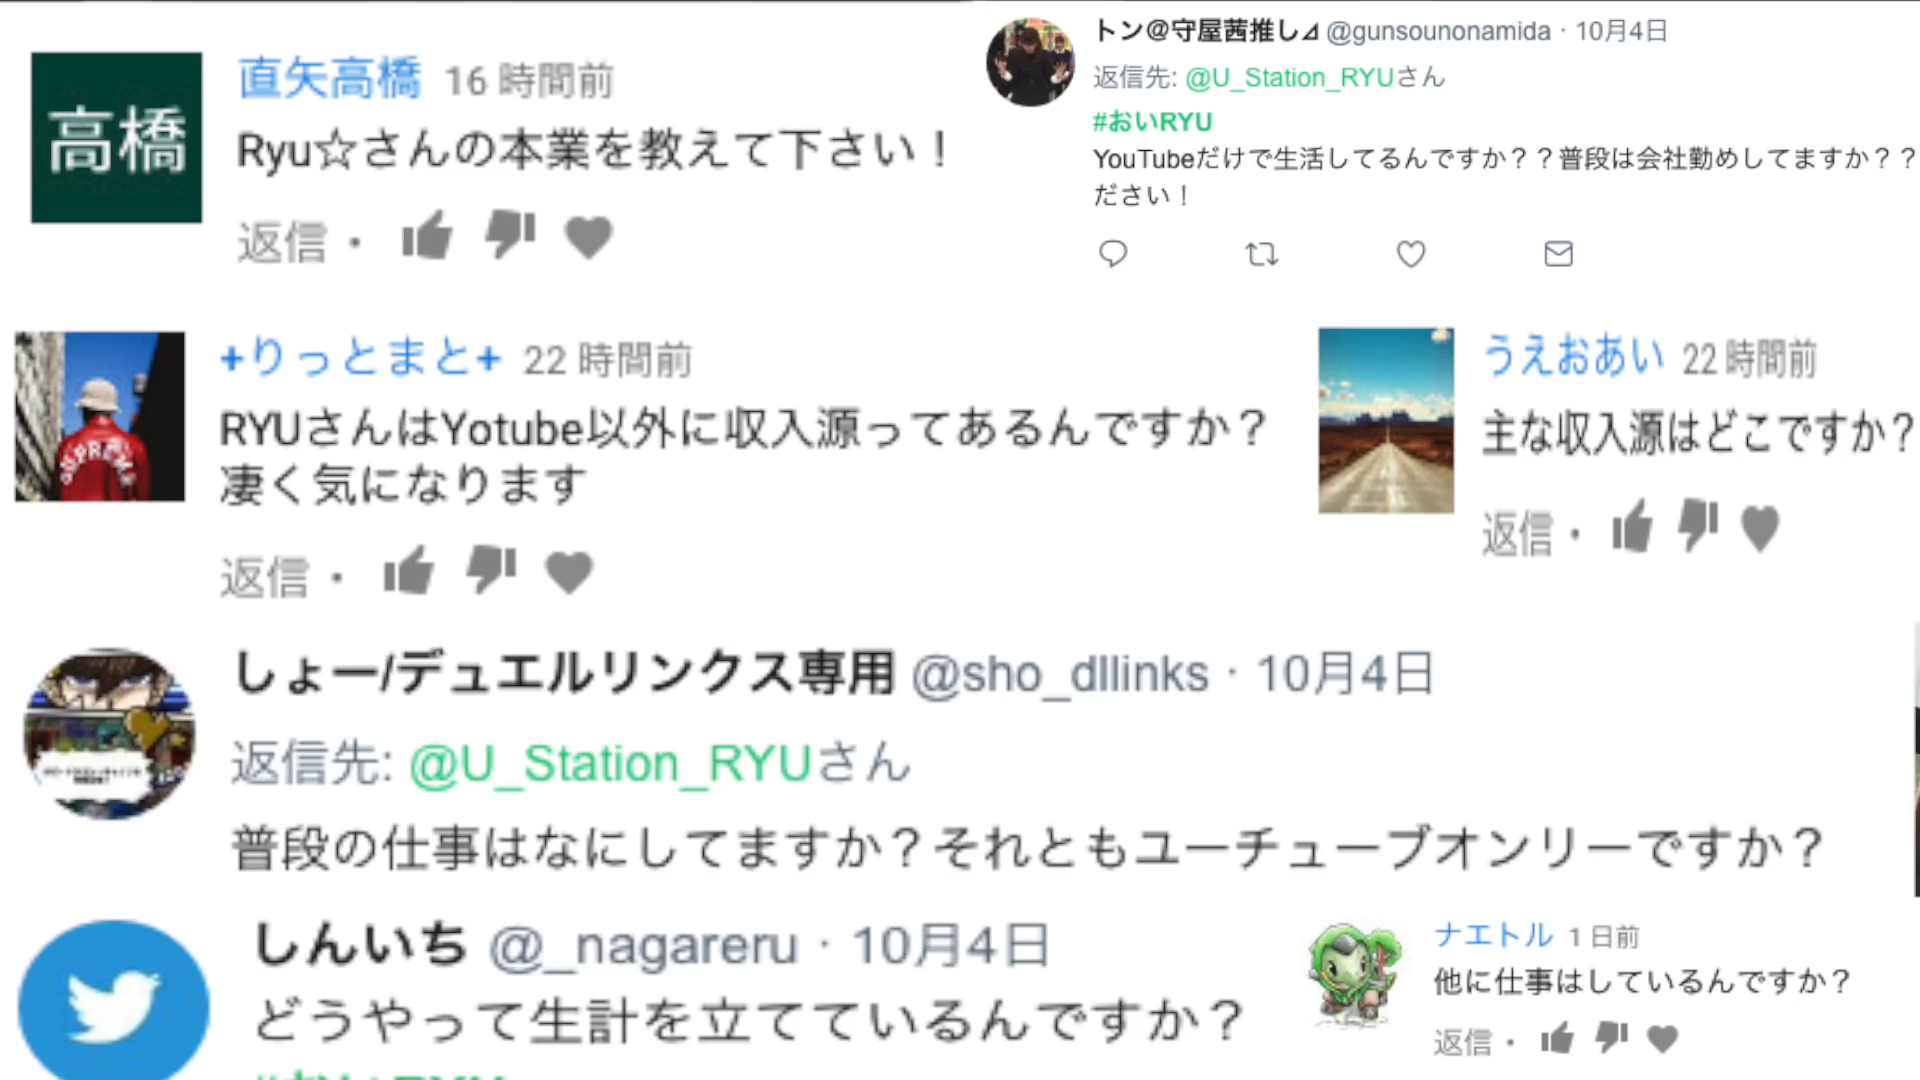 高橋
直矢高橋 16 時間前
Ryu☆さんの本業を教えて下さい！
返信・
トン@守屋茜推し⊿ @gunsounonamida · 10月4日
返信先: @U_Station_RYUさん
#おいRYU
YouTubeだけで生活してるんですか？？普段は会社勤めしてますか？？
ださい！
+りっとまと+ 22 時間前
RYUさんはYotube以外に収入源ってあるんですか？
凄く気になります
返信・
SUPREME
うえおあい 22 時間前
主な収入源はどこですか？
返信・
しょー/デュエルリンクス専用 @sho_dllinks · 10月4日
返信先: @U_Station_RYUさん
普段の仕事はなにしてますか？それともユーチューブオンリーですか？
しんいち @_nagareru · 10月4日
どうやって生計を立てているんですか？
ナエトル 1 日前
他に仕事はしているんですか？
返信・